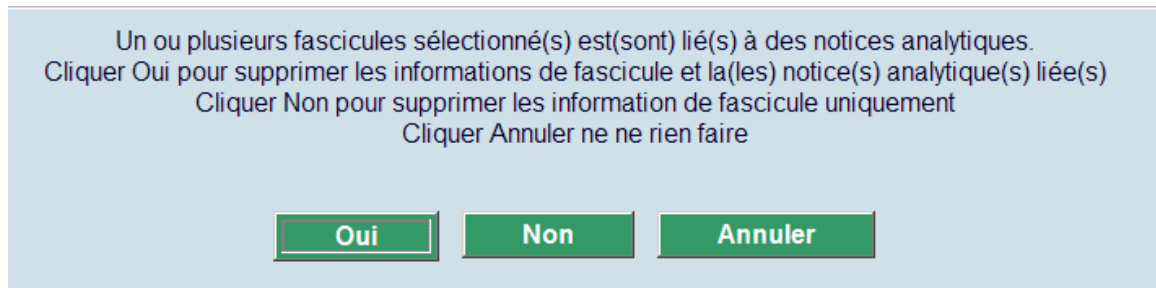 Un ou plusieurs fascicules sélectionné(s) est(sont) lié(s) à des notices analytiques.
Cliquer Oui pour supprimer les informations de fascicule et la(les) notice(s) analytique(s) liée(s)
Cliquer Non pour supprimer les information de fascicule uniquement
Cliquer Annuler ne ne rien faire
Oui Non Annuler